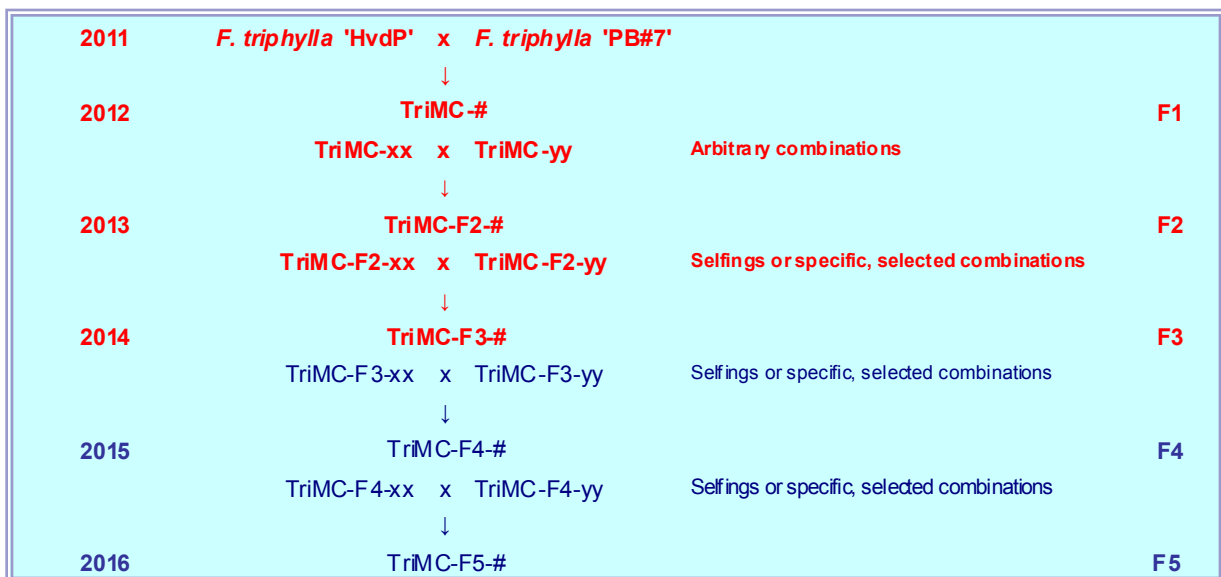 2011 F. triphylla 'HvdP' x F. triphylla 'PB#7'
↓
2012 TriMC-# F1
TriMC-xx x TriMC-yy Arbitrary combinations
↓
2013 TriMC-F2-# F2
TriMC-F2-xx x TriMC-F2-yy Selfings or specific, selected combinations
↓
2014 TriMC-F3-# F3
TriMC-F3-xx x TriMC-F3-yy Selfings or specific, selected combinations
↓
2015 TriMC-F4-# F4
TriMC-F4-xx x TriMC-F4-yy Selfings or specific, selected combinations
↓
2016 TriMC-F5-# F5